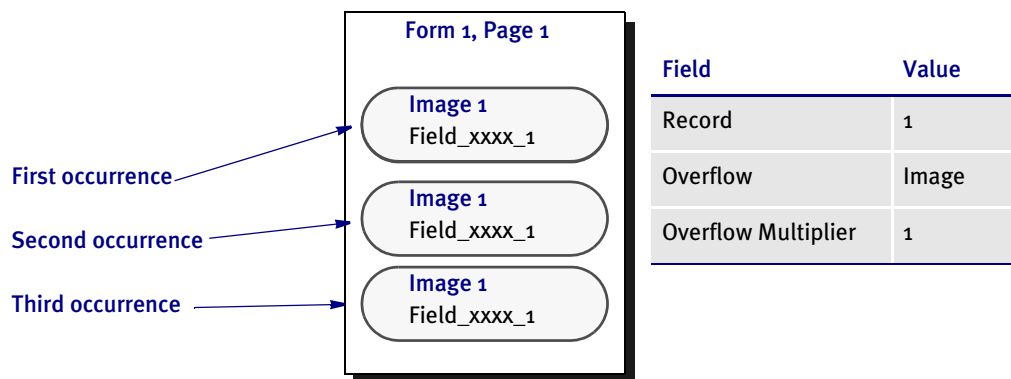 Form 1, Page 1
Image 1
Field_xxxx_1
Image 1
Field_xxxx_1
Image 1
Field_xxxx_1
First occurrence
Second occurrence
Third occurrence
Field Value
Record 1
Overflow Image
Overflow Multiplier 1